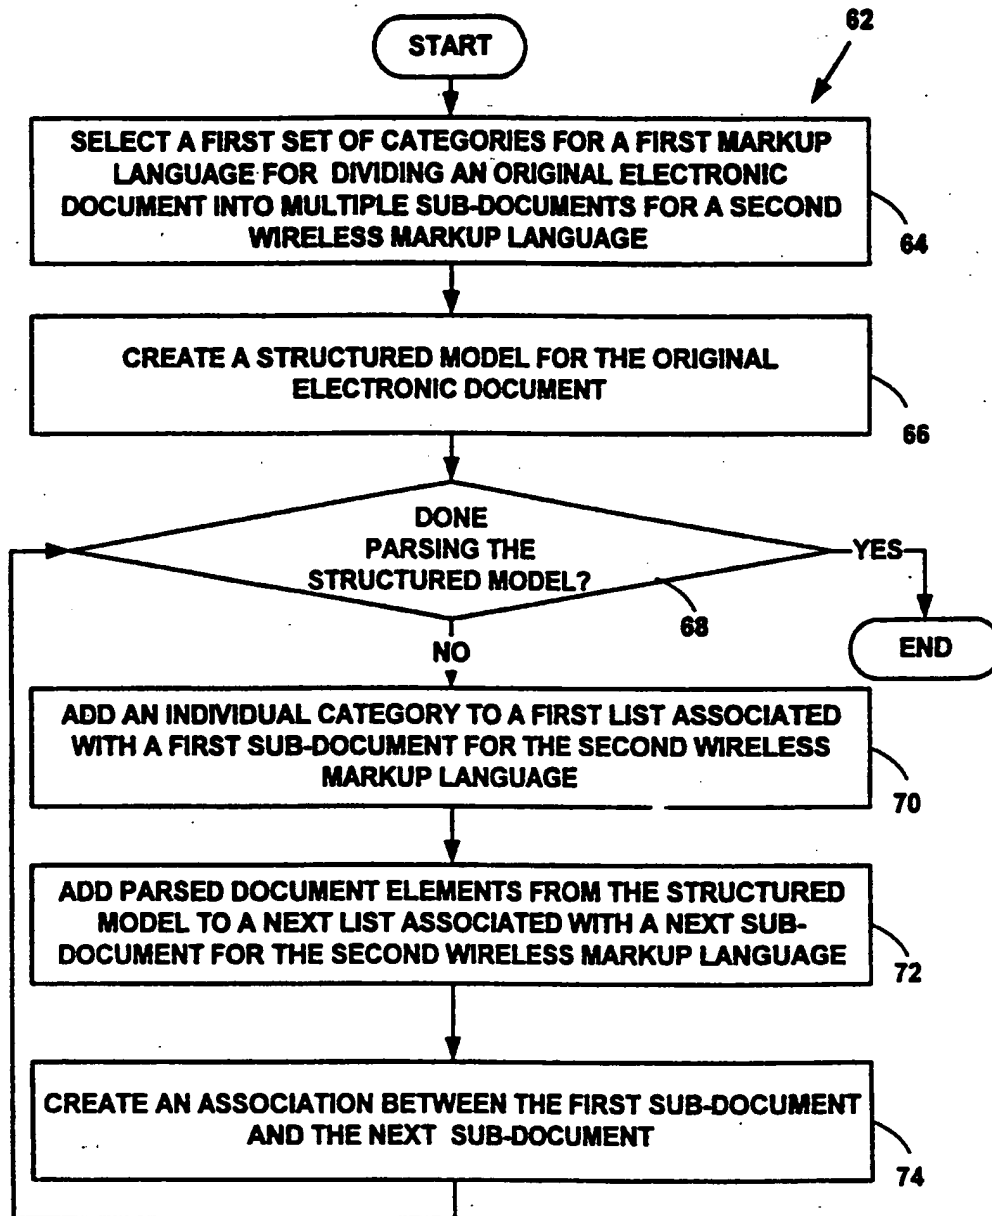 62
START
SELECT A FIRST SET OF CATEGORIES FOR A FIRST MARKUP
LANGUAGE FOR DIVIDING AN ORIGINAL ELECTRONIC
DOCUMENT INTO MULTIPLE SUB-DOCUMENTS FOR A SECOND
WIRELESS MARKUP LANGUAGE
64
CREATE A STRUCTURED MODEL FOR THE ORIGINAL
ELECTRONIC DOCUMENT
66
DONE
PARSING THE
STRUCTURED MODEL?
YES
68
NO
END
ADD AN INDIVIDUAL CATEGORY TO A FIRST LIST ASSOCIATED
WITH A FIRST SUB-DOCUMENT FOR THE SECOND WIRELESS
MARKUP LANGUAGE
70
ADD PARSED DOCUMENT ELEMENTS FROM THE STRUCTURED
MODEL TO A NEXT LIST ASSOCIATED WITH A NEXT SUB-
DOCUMENT FOR THE SECOND WIRELESS MARKUP LANGUAGE
72
CREATE AN ASSOCIATION BETWEEN THE FIRST SUB-DOCUMENT
AND THE NEXT SUB-DOCUMENT
74